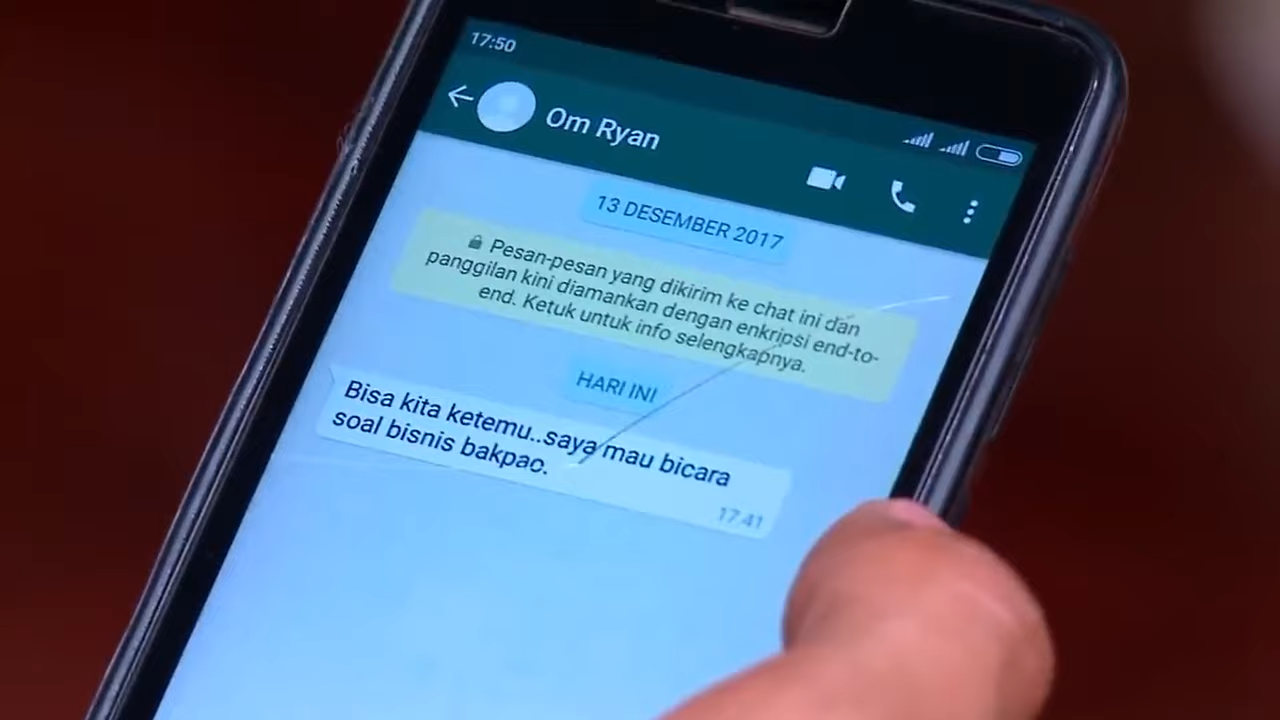 17:50
Om Ryan
13 DESEMBER 2017
Pesan-pesan yang dikirim ke chat ini dan
panggilan kini diamankan dengan enkripsi end-to-
end. Ketuk untuk info selengkapnya.
HARI INI
Bisa kita ketemu..saya mau bicara
soal bisnis bakpao.
17.41